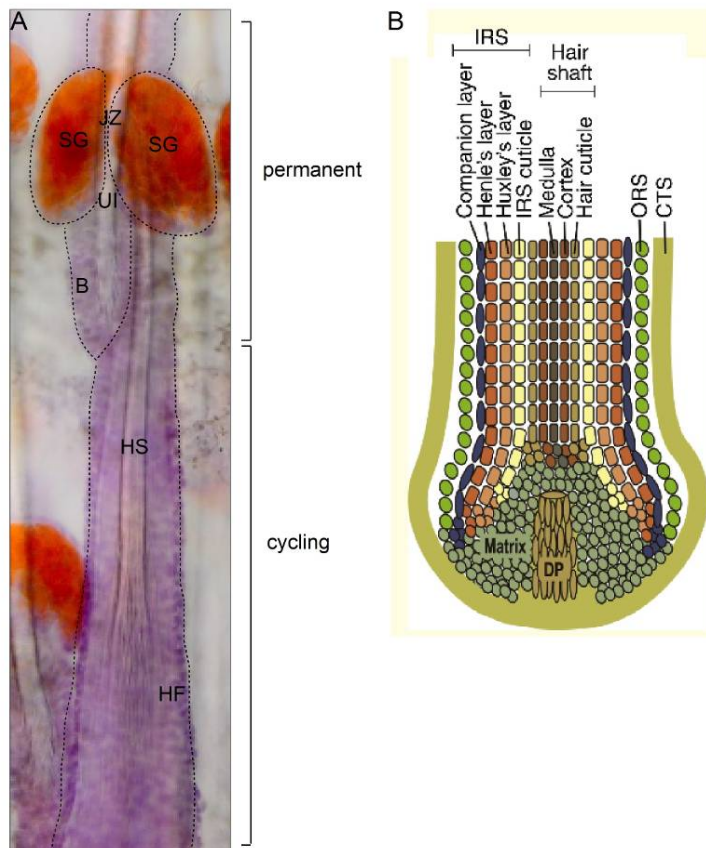 A
SG
JZ
SG
UI
B
HS
HF
permanent
cycling
B
IRS
Hair
shaft
Companion layer
Henle's layer
Huxley's layer
IRS cuticle
Medulla
Cortex
Hair cuticle
ORS
CTS
Matrix
DP